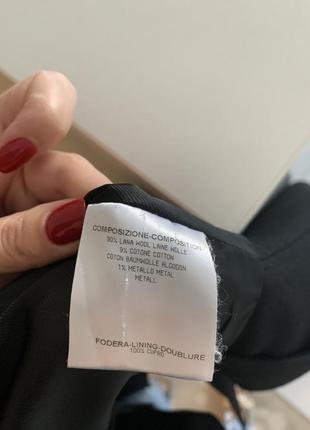 COMPOSIZIONE-COMPOSITION
90% LANA WOOL LAINE WOLLE
9% COTONE COTTON
COTON BAUMWOLLE ALGODON
1% METALLO METAL
METALL
FODERA-LINING-DOUBLURE
100% CUPRO